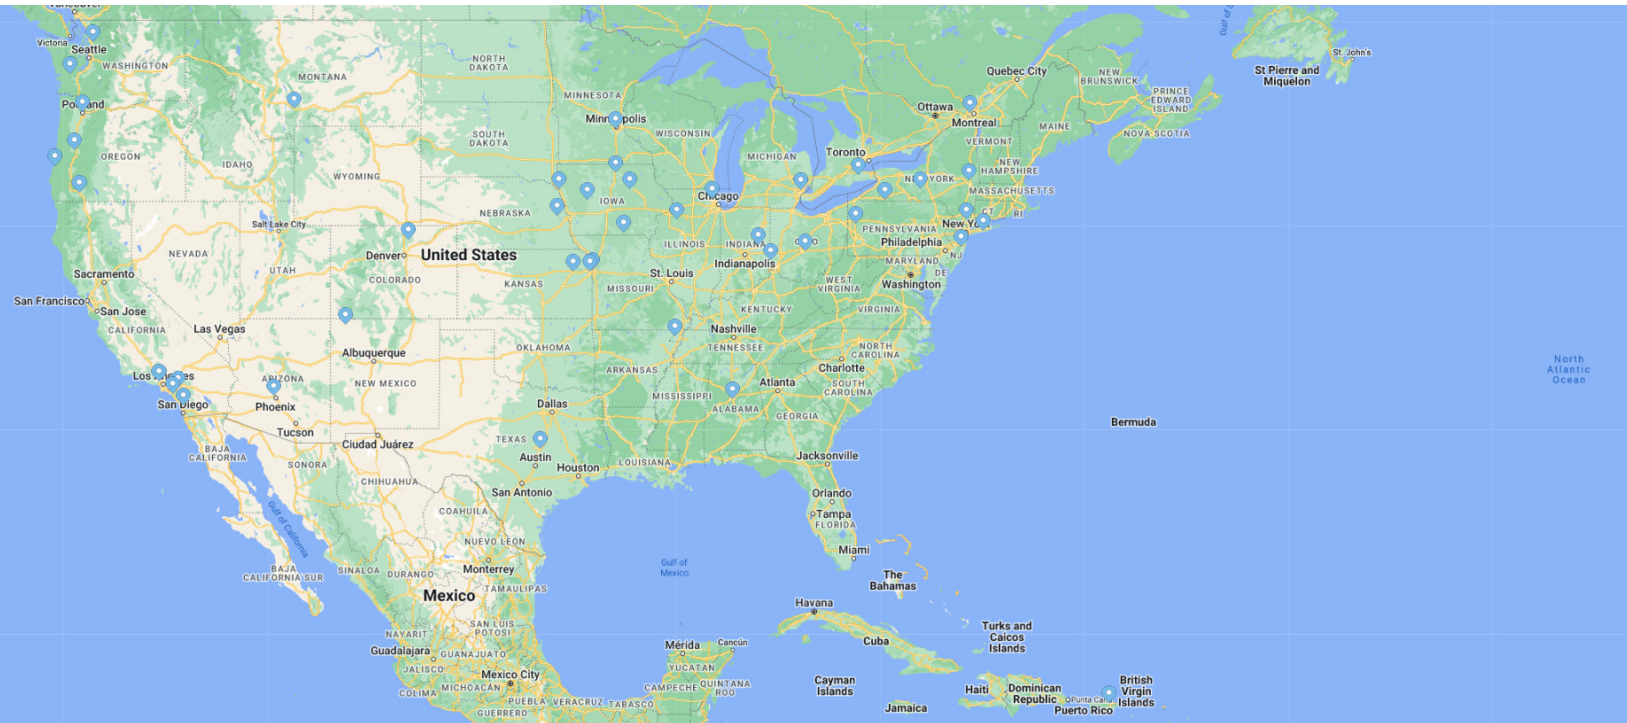 Victoria
Seattle
WASHINGTON
MONTANA
NORTH
DAKOTA
MINNESOTA
Quebec City
NEW
BRUNSWICK
PRINCE
EDWARD
ISLAND
NOVA SCOTIA
St. John's
St Pierre and
Miquelon
Gulf of
Ottawa
Montreal
MAINE
VERMONT
WISCONSIN
SOUTH
DAKOTA
MICHIGAN
Toronto
NEW
HAMPSHIRE
MASSACHUSETTS
CT
RI
OREGON
IDAHO
WYOMING
IOWA
Chicago
NEBRASKA
Salt Lake City
NEVADA
UTAH
Denver
United States
COLORADO
KANSAS
ILLINOIS
INDIANA
Indianapolis
St. Louis
MISSOURI
PENNSYLVANIA
New York
Philadelphia
NJ
MARYLAND
DE
Washington
WEST
VIRGINIA
VIRGINIA
KENTUCKY
Sacramento
San Francisco
San Jose
CALIFORNIA
Las Vegas
Albuquerque
OKLAHOMA
Nashville
TENNESSEE
NORTH
CAROLINA
Charlotte
ARKANSAS
ARIZONA
NEW MEXICO
MISSISSIPPI
ALABAMA
Atlanta
SOUTH
CAROLINA
GEORGIA
San Diego
Phoenix
Tucson
Ciudad Juárez
Dallas
TEXAS
Austin
Houston
San Antonio
LOUISIANA
Jacksonville
Orlando
Tampa
FLORIDA
Miami
Bermuda
North
Atlantic
Ocean
BAJA
CALIFORNIA
SONORA
CHIHUAHUA
COAHUILA
Gulf of California
NUEVO LEON
BAJA
CALIFORNIA SUR
SINALOA
DURANGO
Monterrey
TAMAULIPAS
Mexico
Gulf of
Mexico
The
Bahamas
Havana
Cuba
Turks and
Caicos
Islands
SAN LUIS
POTOSI
NAYARIT
Guadalajara
GUANAJUATO
JALISCO
Mexico City
COLIMA
MICHOACÁN
PUEBLA
VERACRUZ
TABASCO
GUERRERO
Mérida
Cancún
YUCATAN
CAMPECHE
QUINTANA
ROO
Cayman
Islands
Jamaica
Haiti
Dominican
Republic
Puerto Rico
British
Virgin
Islands